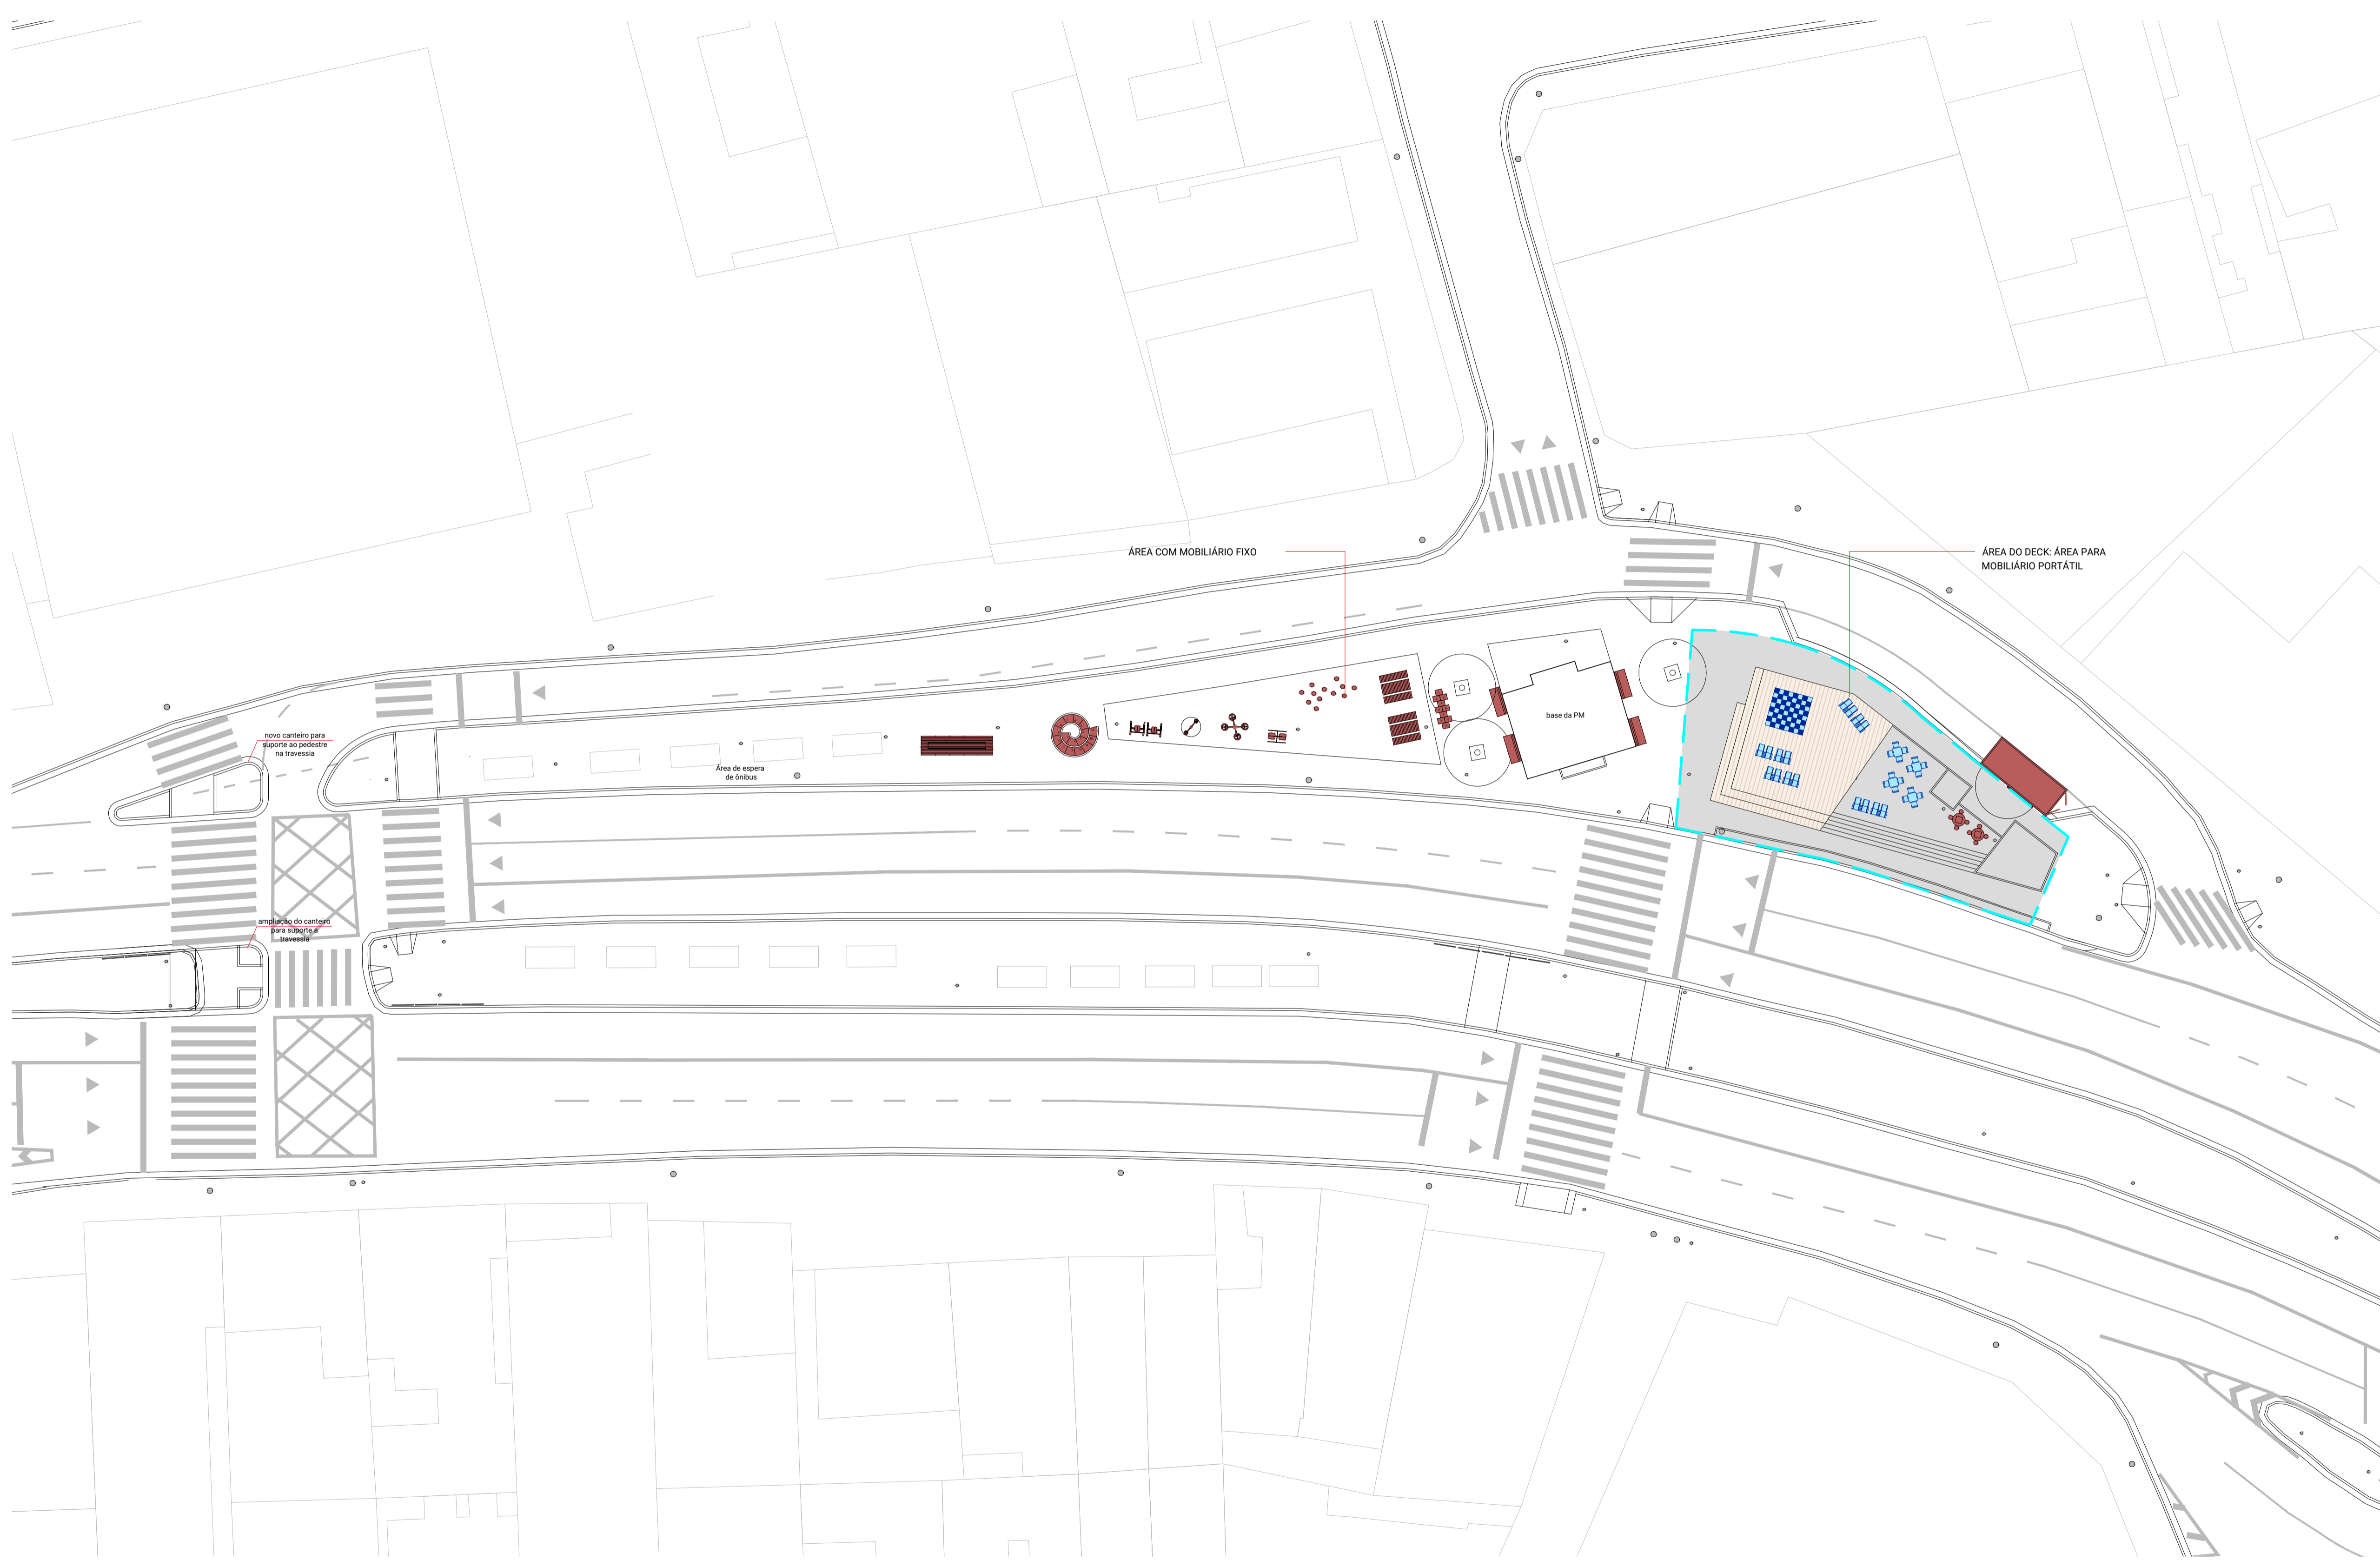 ÁREA COM MOBILIÁRIO FIXO
ÁREA DO DECK: ÁREA PARA
MOBILIÁRIO PORTÁTIL
base da PM
novo canteiro para
suporte ao pedestre
na travessia
Área de espera
de ônibus
ampliação do canteiro
para suporte à
travessia